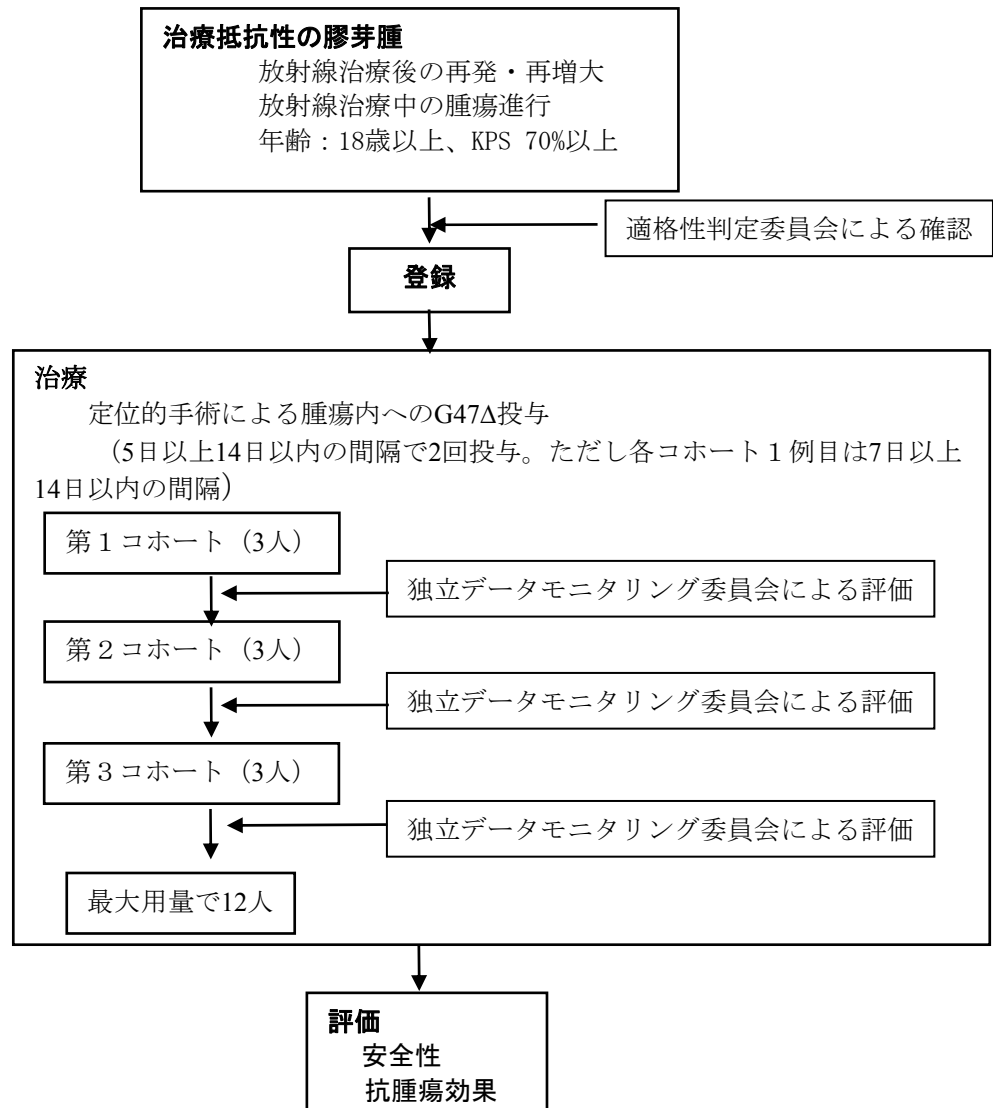 治療抵抗性の膠芽腫
放射線治療後の再発・再増大
放射線治療中の腫瘍進行
年齢：18歳以上、KPS 70%以上
適格性判定委員会による確認
登録
治療
定位的手術による腫瘍内へのG47Δ投与
（5日以上14日以内の間隔で2回投与。ただし各コホート１例目は7日以上
14日以内の間隔）
第１コホート（3人）
独立データモニタリング委員会による評価
第２コホート（3人）
独立データモニタリング委員会による評価
第３コホート（3人）
独立データモニタリング委員会による評価
最大用量で12人
評価
安全性
抗腫瘍効果